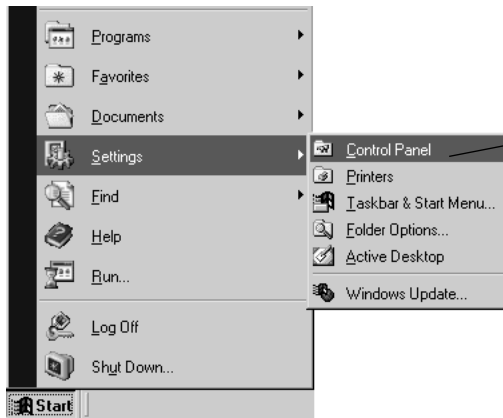 Programs
Favorites
Documents
Settings
Find
Help
Run...
Log Off
Shut Down...
Control Panel
Printers
Taskbar & Start Menu...
Folder Options...
Active Desktop
Windows Update...
Start